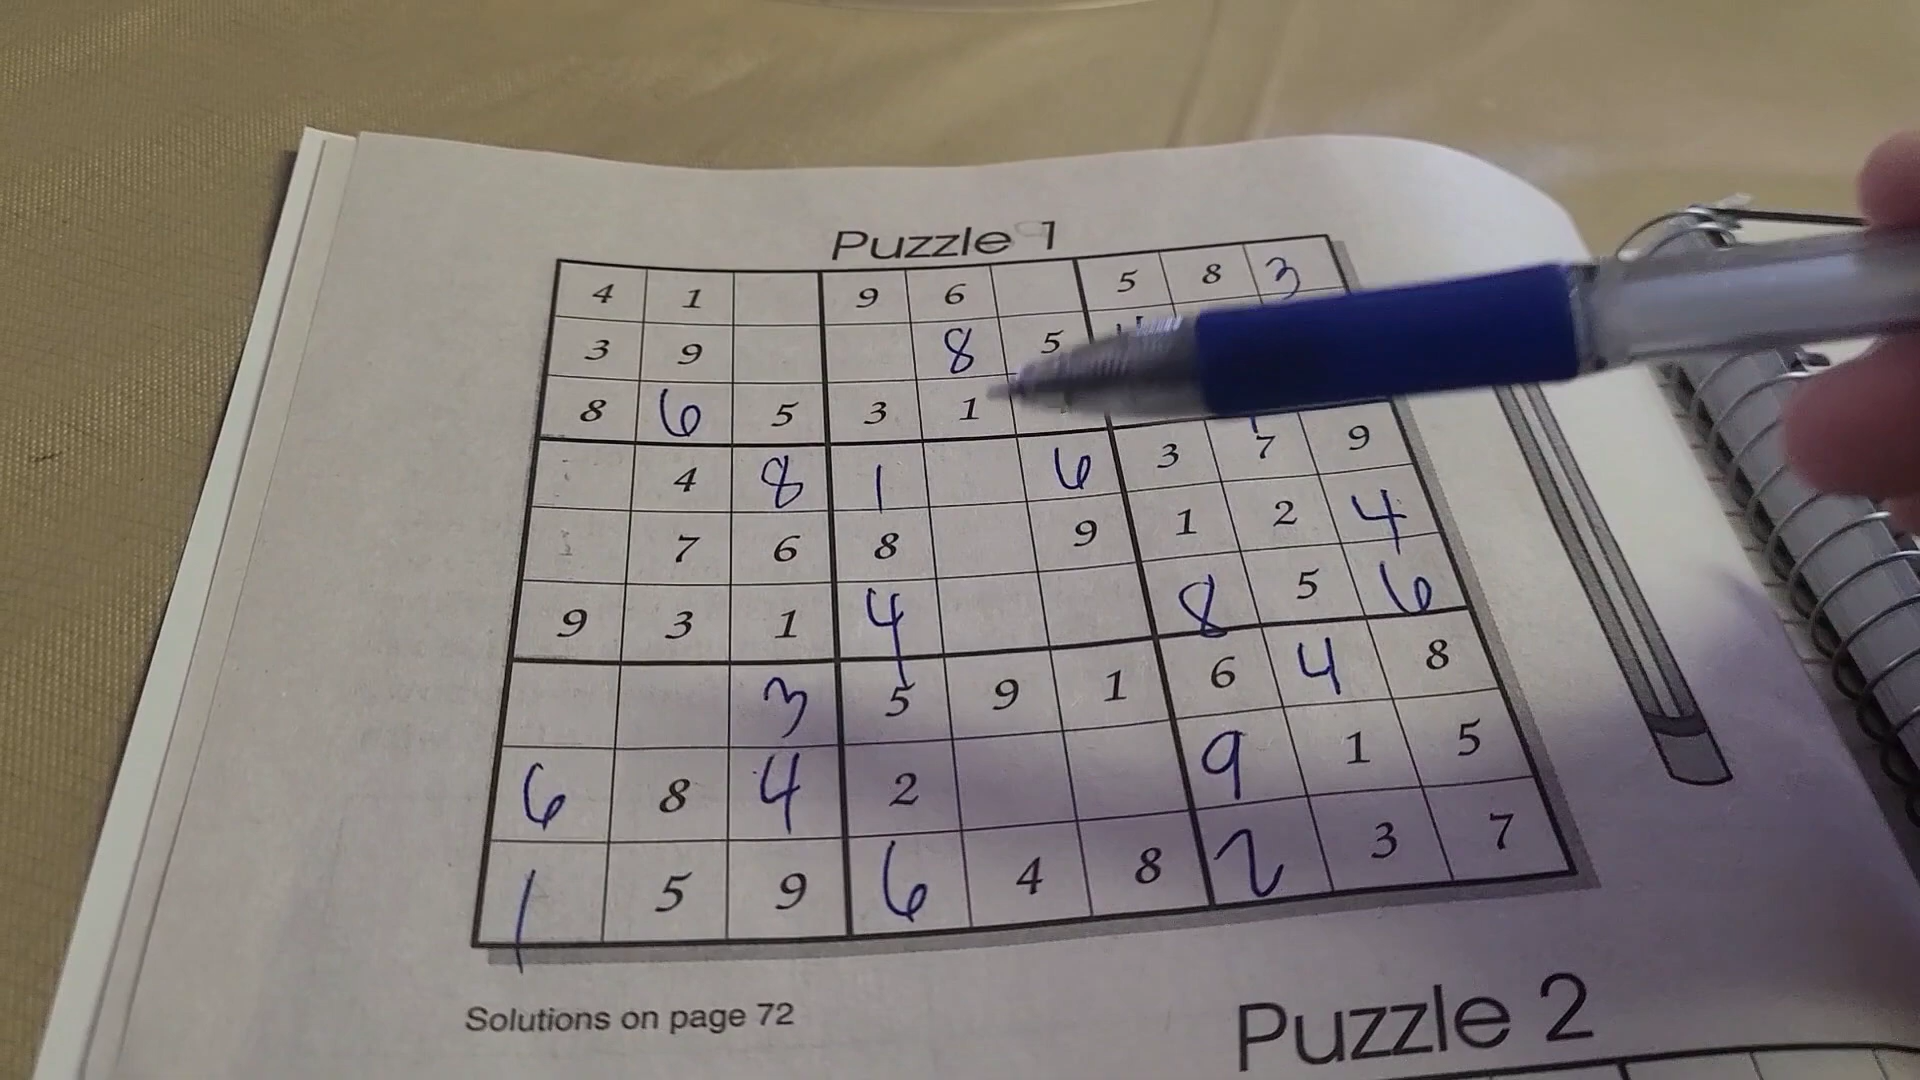 Puzzle 1
4 1 9 6 5 8 3
3 9 8 5
8 6 5 3 1
4 8 1 6 3 7 9
7 6 8 9 1 2 4
9 3 1 4 8 5 6
3 5 9 1 6 4 8
6 8 4 2 9 1 5
1 5 9 6 4 8 2 3 7
Solutions on page 72
Puzzle 2